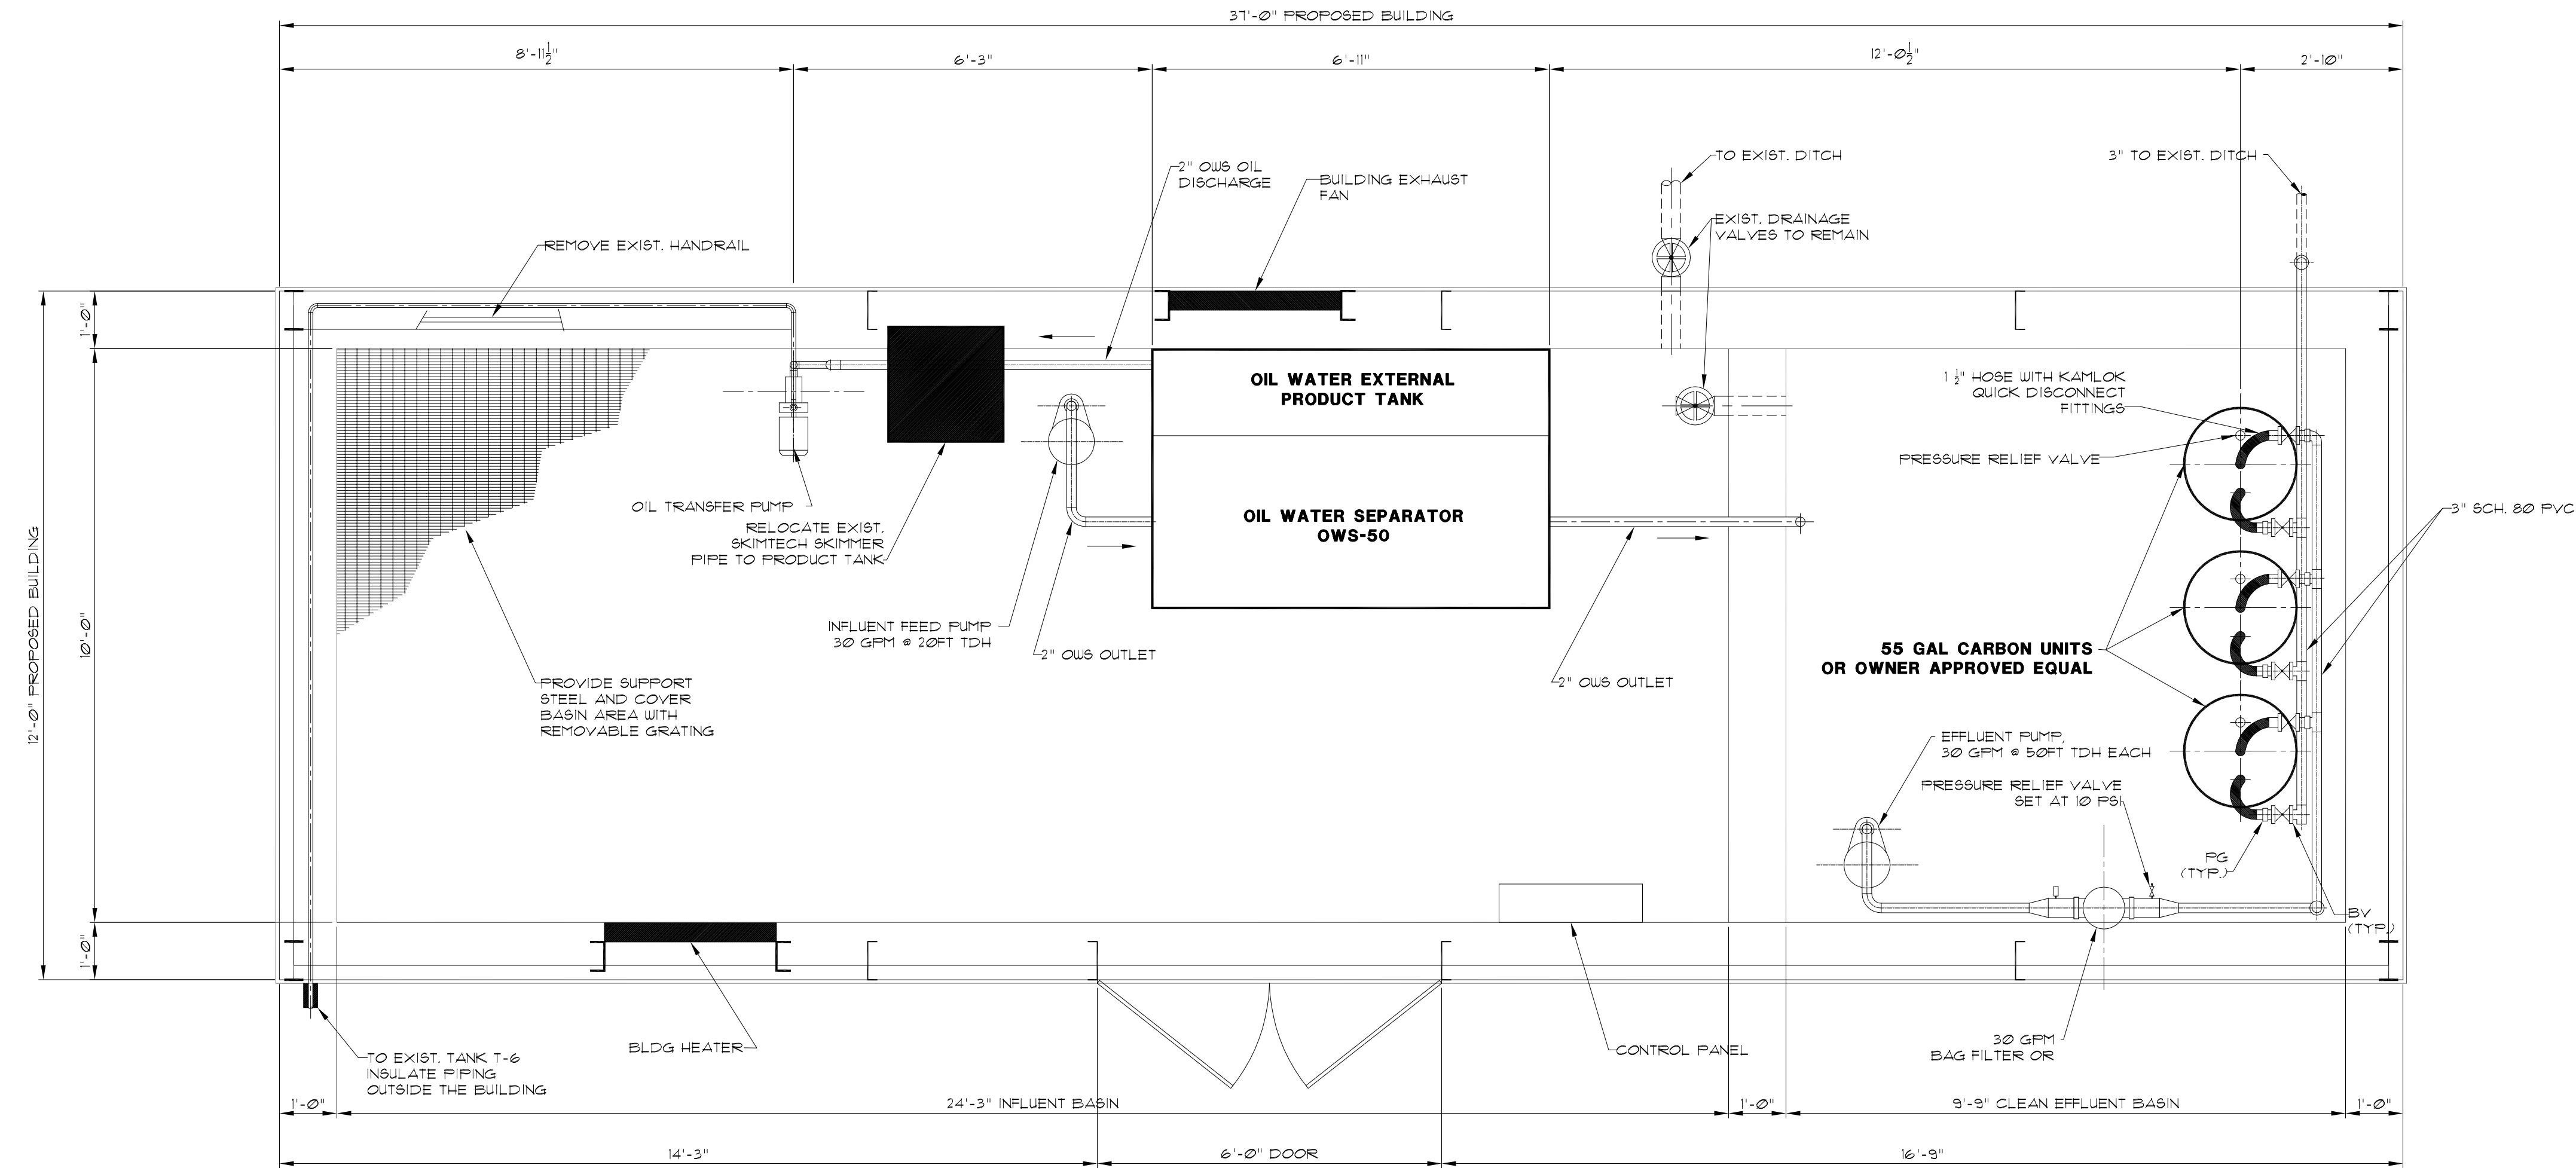 37'-0" PROPOSED BUILDING
8'-11 1/2"
6'-3"
6'-11"
12'-0 1/2"
2'-10"
2" OWS OIL
DISCHARGE
BUILDING EXHAUST
FAN
TO EXIST. DITCH
3" TO EXIST. DITCH
EXIST. DRAINAGE
VALVES TO REMAIN
REMOVE EXIST. HANDRAIL
1'-0"
OIL WATER EXTERNAL
PRODUCT TANK
1 1/2" HOSE WITH KAMLOK
QUICK DISCONNECT
FITTINGS
PRESSURE RELIEF VALVE
OIL TRANSFER PUMP
RELOCATE EXIST.
SKIMTECH SKIMMER
PIPE TO PRODUCT TANK
OIL WATER SEPARATOR
OWS-50
3" SCH. 80 PVC
12'-0" PROPOSED BUILDING
10'-0"
INFLUENT FEED PUMP
30 GPM @ 20FT TDH
2" OWS OUTLET
2" OWS OUTLET
55 GAL CARBON UNITS
OR OWNER APPROVED EQUAL
PROVIDE SUPPORT
STEEL AND COVER
BASIN AREA WITH
REMOVABLE GRATING
EFFLUENT PUMP,
30 GPM @ 50FT TDH EACH
PRESSURE RELIEF VALVE
SET AT 10 PSI
PG
(TYP.)
BV
(TYP.)
1'-0"
TO EXIST. TANK T-6
INSULATE PIPING
OUTSIDE THE BUILDING
BLDG HEATER
CONTROL PANEL
30 GPM
BAG FILTER OR
1'-0"
24'-3" INFLUENT BASIN
1'-0"
9'-9" CLEAN EFFLUENT BASIN
1'-0"
14'-3"
6'-0" DOOR
16'-9"